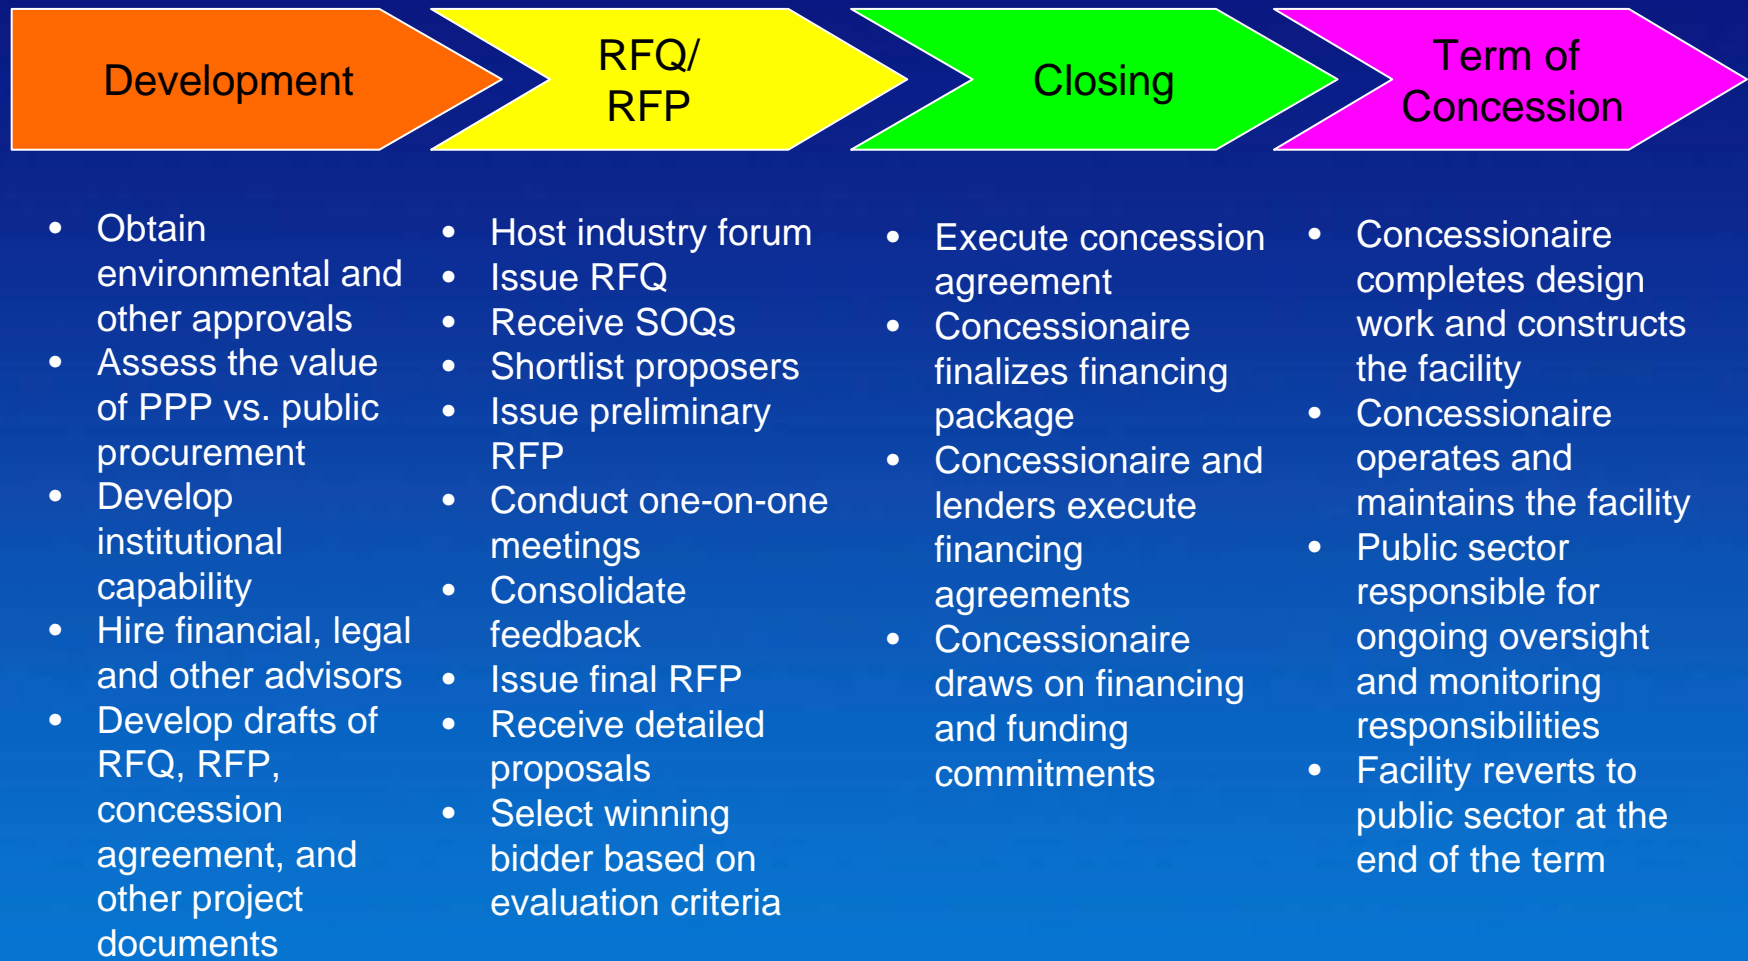 Development
RFQ/
RFP
Closing
Term of
Concession
• Obtain
environmental and
other approvals
• Assess the value
of PPP vs. public
procurement
• Develop
institutional
capability
• Hire financial, legal
and other advisors
• Develop drafts of
RFQ, RFP,
concession
agreement, and
other project
documents
• Host industry forum
• Issue RFQ
• Receive SOQs
• Shortlist proposers
• Issue preliminary
RFP
• Conduct one-on-one
meetings
• Consolidate
feedback
• Issue final RFP
• Receive detailed
proposals
• Select winning
bidder based on
evaluation criteria
• Execute concession
agreement
• Concessionaire
finalizes financing
package
• Concessionaire and
lenders execute
financing
agreements
• Concessionaire
draws on financing
and funding
commitments
• Concessionaire
completes design
work and constructs
the facility
• Concessionaire
operates and
maintains the facility
• Public sector
responsible for
ongoing oversight
and monitoring
responsibilities
• Facility reverts to
public sector at the
end of the term